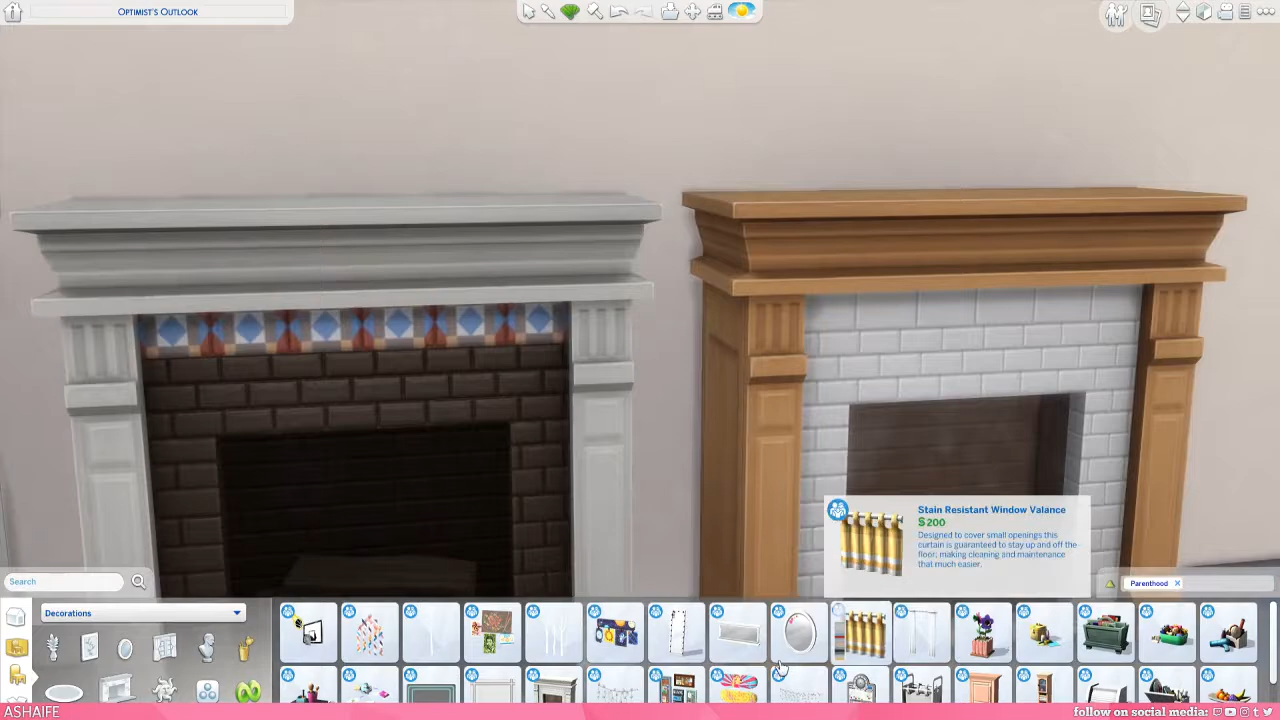 OPTIMIST'S OUTLOOK
Stain Resistant Window Valance
$200
Designed to cover small openings this
curtain is guaranteed to stay up and off the
floor; making cleaning and maintenance
that much easier.
Search
Parenthood
Decorations
ASHAIFE
follow on social media: